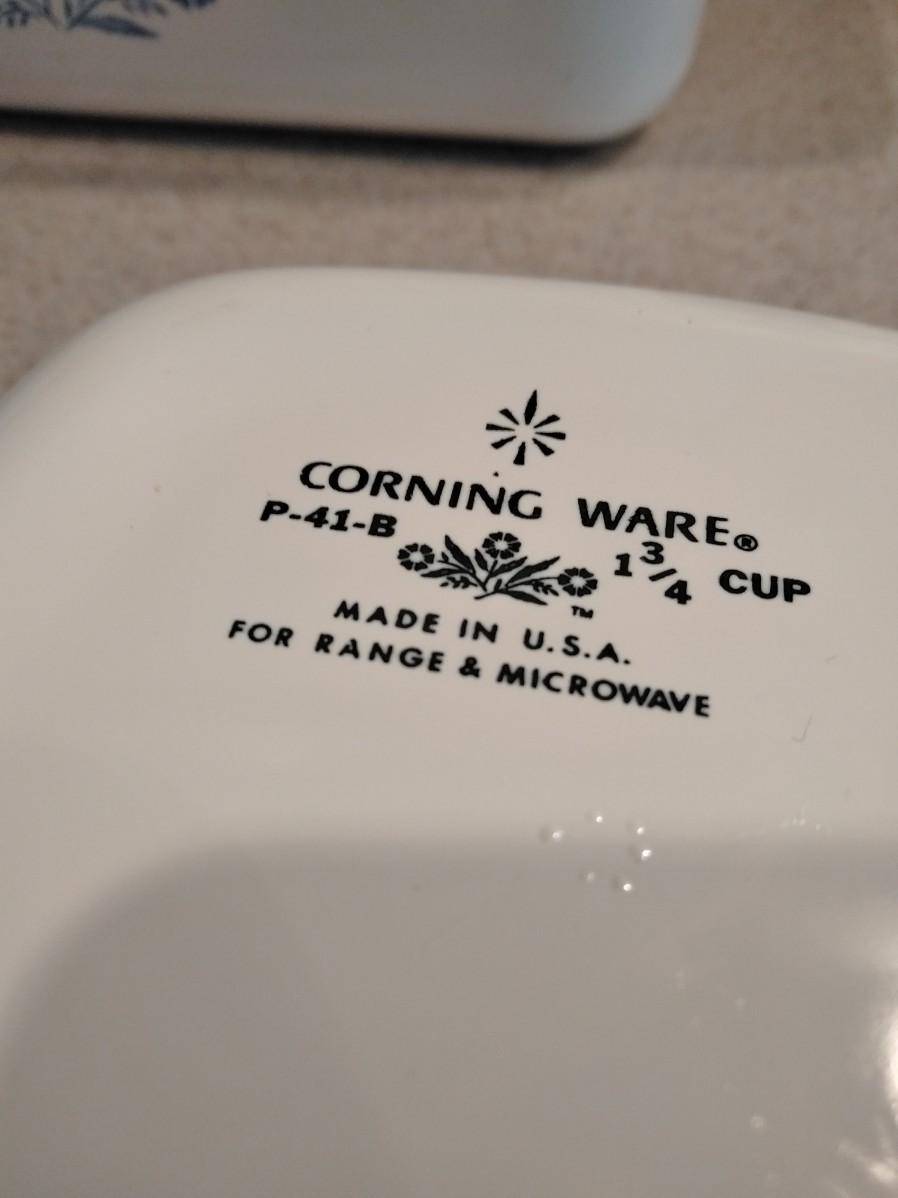 CORNING WARE®
P-41-B 1 3/4 CUP
™
MADE IN U.S.A.
FOR RANGE & MICROWAVE